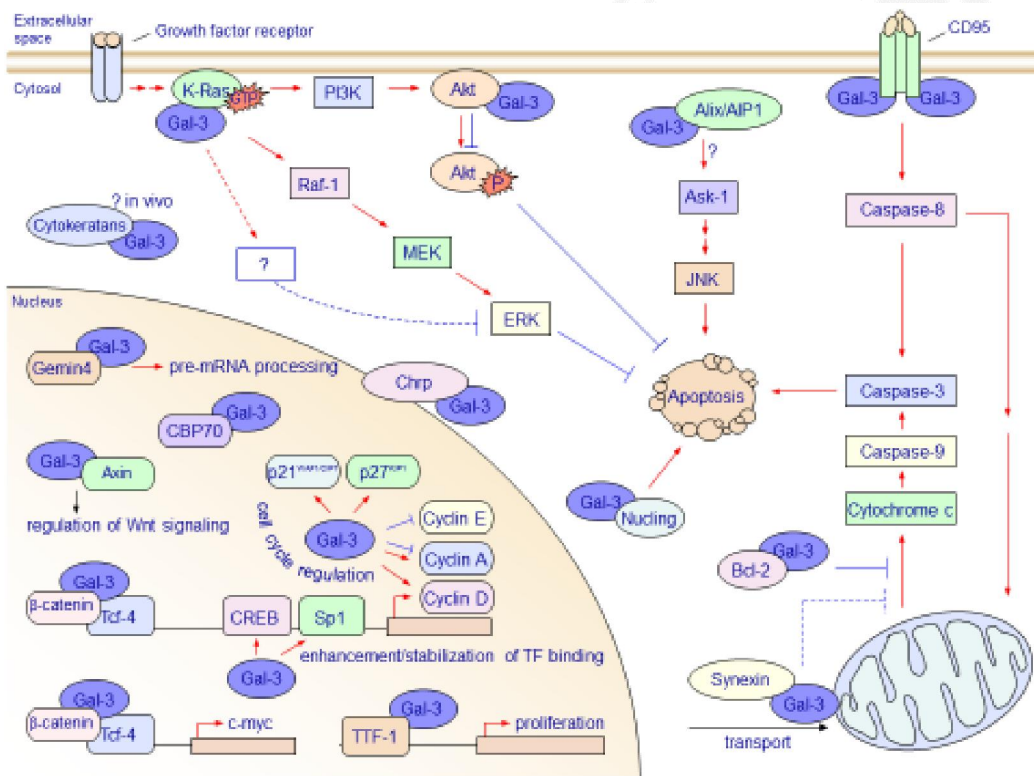 Extracellular
space
Growth factor receptor
CD95
Cytosol
K-Ras
GTP
Gal-3
PI3K
Akt
Gal-3
Gal-3
Alix/AIP1
Gal-3
Gal-3
?
Akt
P
Raf-1
Ask-1
Caspase-8
? in vivo
Cytokeratans
Gal-3
MEK
?
JNK
Nucleus
ERK
Gal-3
Gemin4
pre-mRNA processing
Chrp
Gal-3
Apoptosis
Caspase-3
Gal-3
CBP70
Caspase-9
Gal-3
Axin
p21
p27
Gal-3
Nucling
Cytochrome c
regulation of Wnt signaling
Gal-3
cell cycle regulation
Cyclin E
Cyclin A
Cyclin D
Gal-3
Bcl-2
Gal-3
β-catenin
Tcf-4
CREB
Sp1
enhancement/stabilization of TF binding
Gal-3
Synexin
Gal-3
transport
Gal-3
β-catenin
Tcf-4
c-myc
Gal-3
TTF-1
proliferation